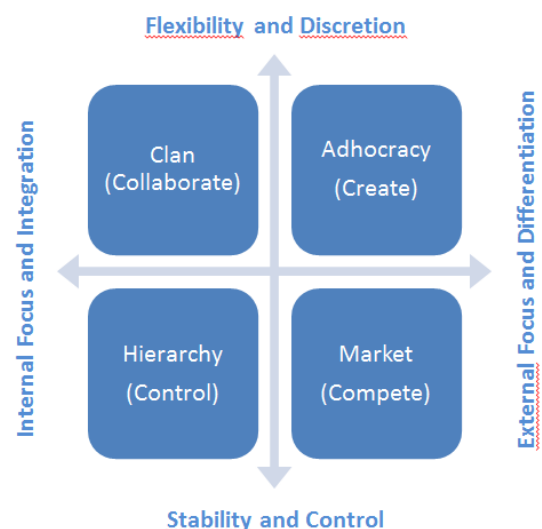 Flexibility and Discretion
Internal Focus and Integration
Clan
(Collaborate)
Adhocracy
(Create)
External Focus and Differentiation
Hierarchy
(Control)
Market
(Compete)
Stability and Control